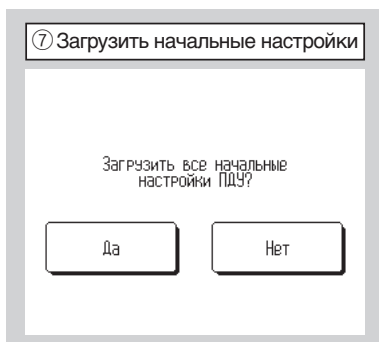 ⑦ Загрузить начальные настройки
Загрузить все начальные
настройки ПДУ?
Да
Нет